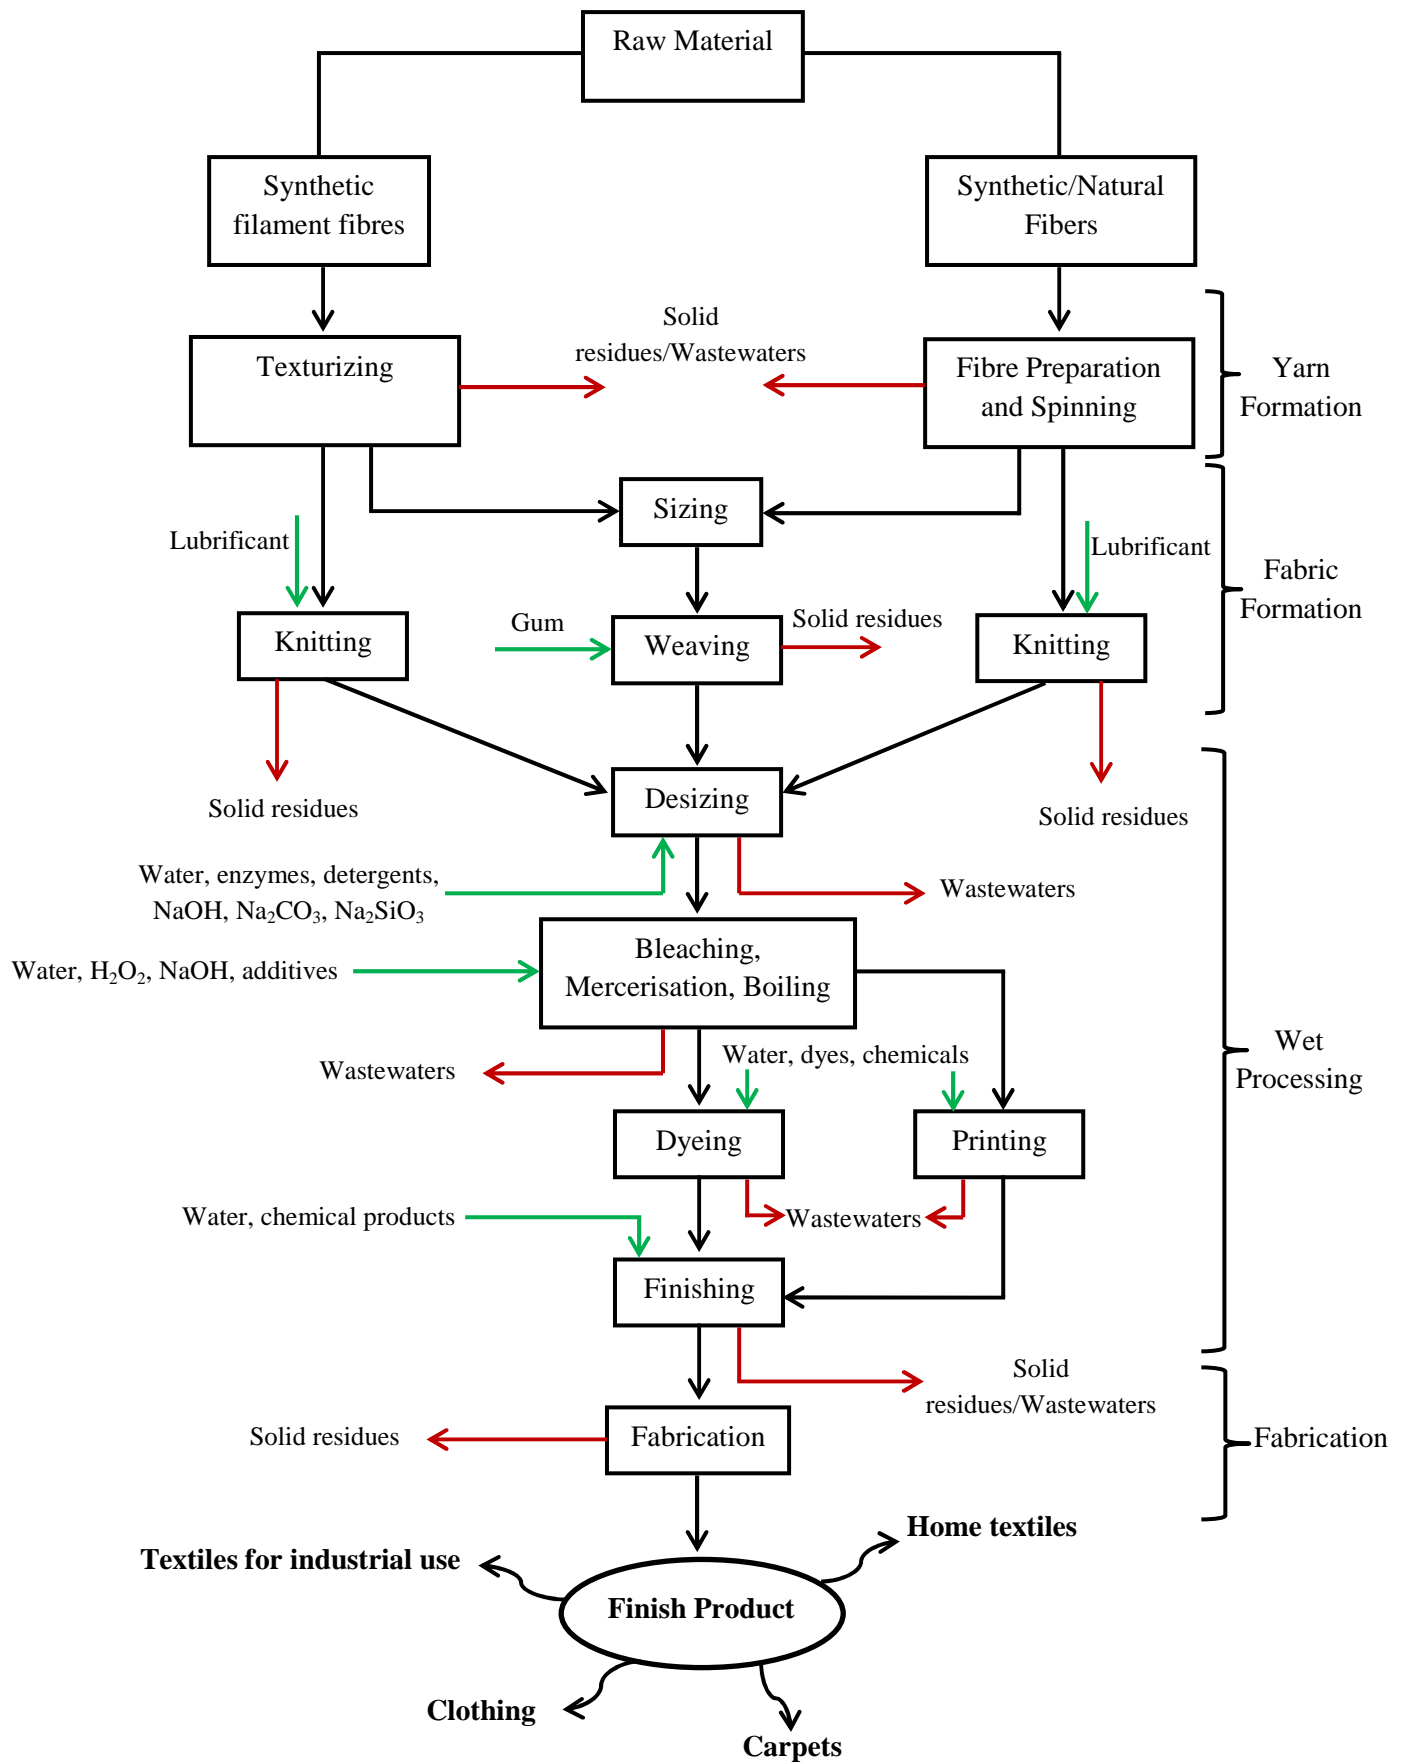 Raw Material
Synthetic
filament fibres
Synthetic/Natural
Fibers
Solid
residues/Wastewaters
Texturizing
Fibre Preparation
and Spinning
Yarn
Formation
Sizing
Lubrificant
Lubrificant
Fabric
Formation
Knitting
Gum
Weaving
Solid residues
Knitting
Solid residues
Desizing
Solid residues
Water, enzymes, detergents,
NaOH, Na₂CO₃, Na₂SiO₃
Wastewaters
Bleaching,
Mercerisation, Boiling
Water, H₂O₂, NaOH, additives
Wastewaters
Water, dyes, chemicals
Wet
Processing
Dyeing
Printing
Water, chemical products
Wastewaters
Finishing
Solid
residues/Wastewaters
Solid residues
Fabrication
Fabrication
Home textiles
Textiles for industrial use
Finish Product
Clothing
Carpets